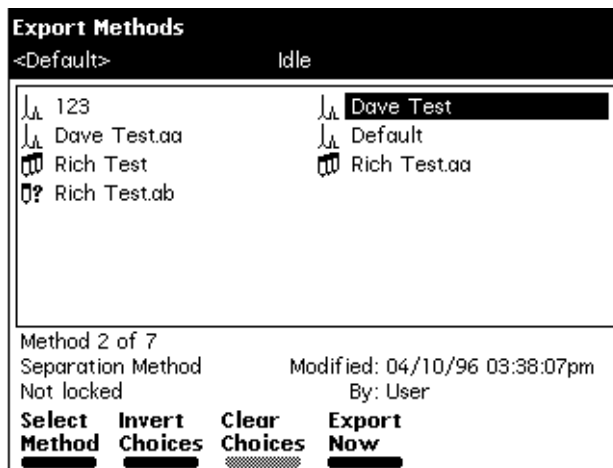 Export Methods
<Default> Idle
123 Dave Test
Dave Test.aa Default
Rich Test Rich Test.aa
? Rich Test.ab
Method 2 of 7
Separation Method Modified: 04/10/96 03:38:07pm
Not locked By: User
Select Invert Clear Export
Method Choices Choices Now